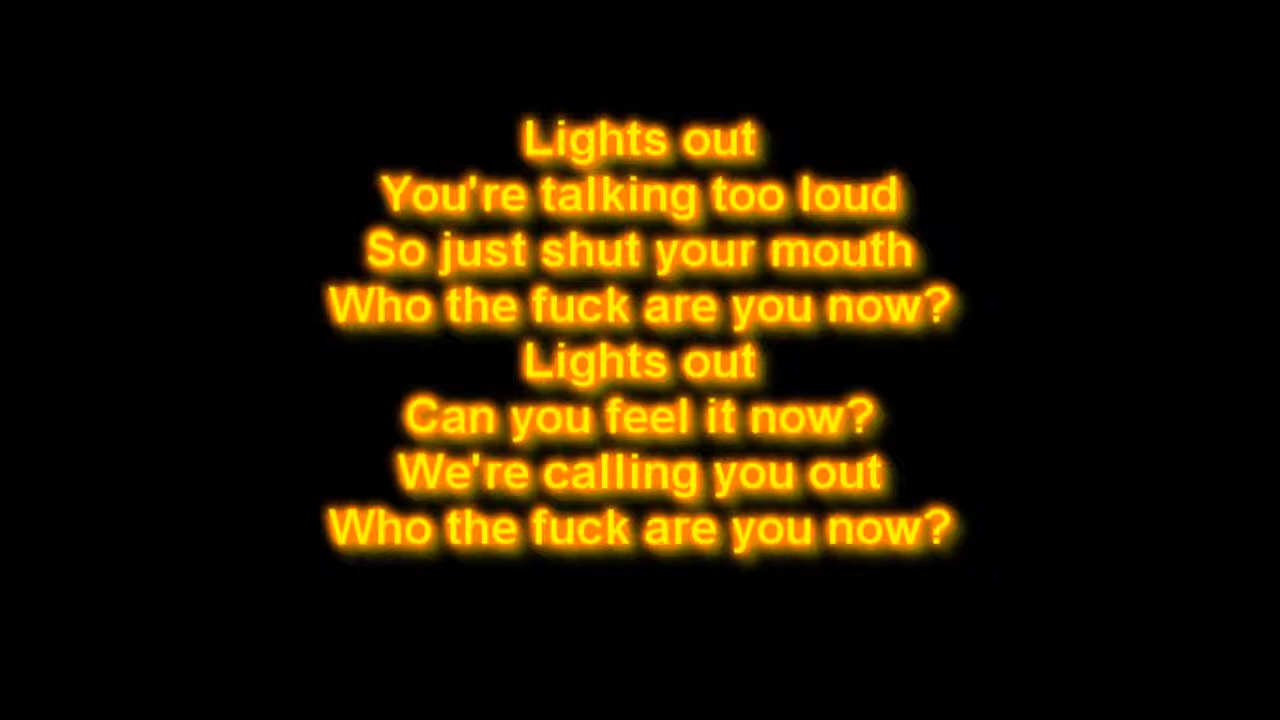 Lights out
You're talking too loud
So just shut your mouth
Who the fuck are you now?
Lights out
Can you feel it now?
We're calling you out
Who the fuck are you now?